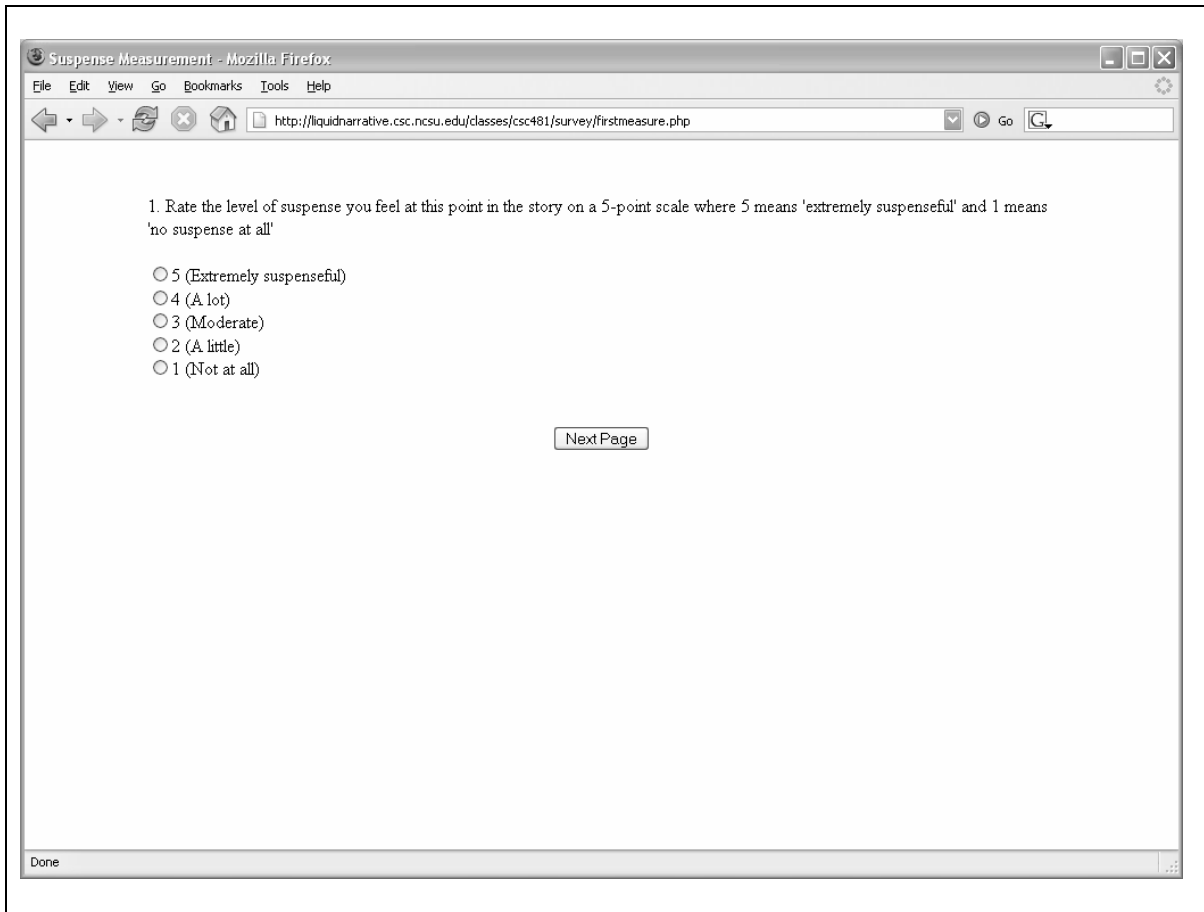 Suspense Measurement - Mozilla Firefox
File Edit View Go Bookmarks Tools Help
http://liquidnarrative.csc.ncsu.edu/classes/csc481/survey/firstmeasure.php Go G
1. Rate the level of suspense you feel at this point in the story on a 5-point scale where 5 means 'extremely suspenseful' and 1 means
'no suspense at all'
5 (Extremely suspenseful)
4 (A lot)
3 (Moderate)
2 (A little)
1 (Not at all)
Next Page
Done